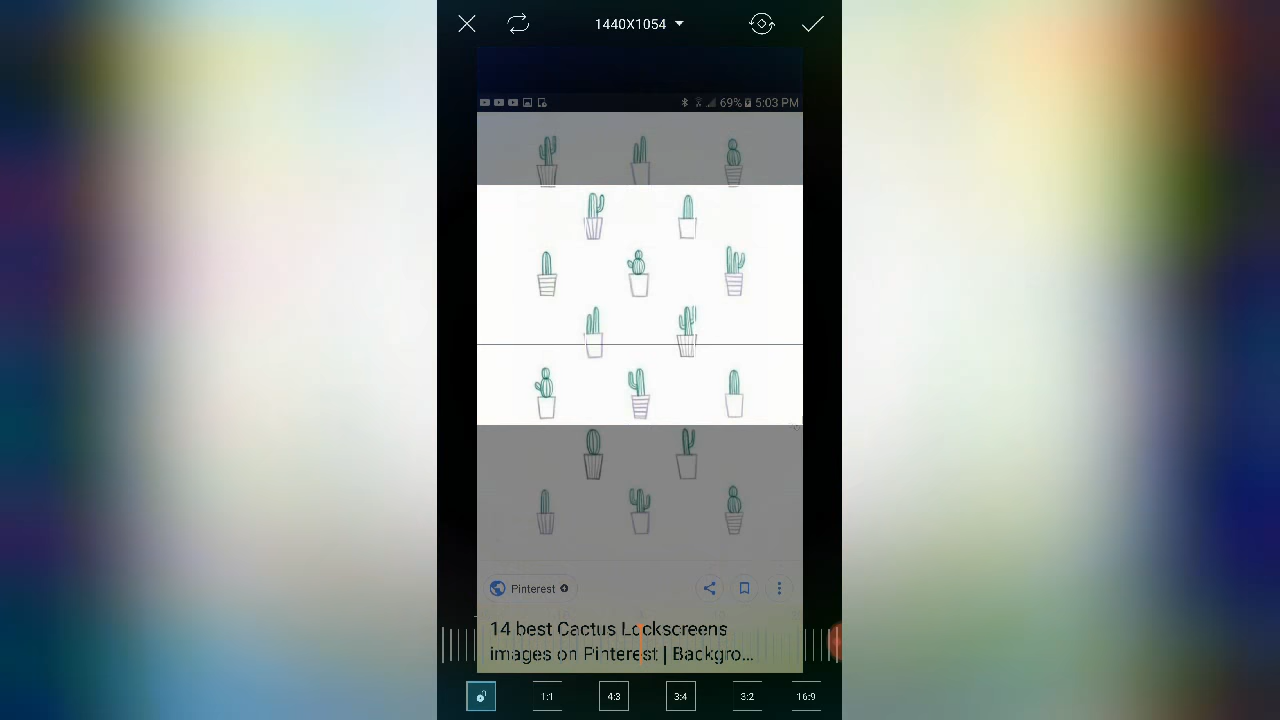 1440X1054
69% 5:03 PM
Pinterest
14 best Cactus Lockscreens
images on Pinterest | Backgro...
1:1 4:3 3:4 3:2 16:9